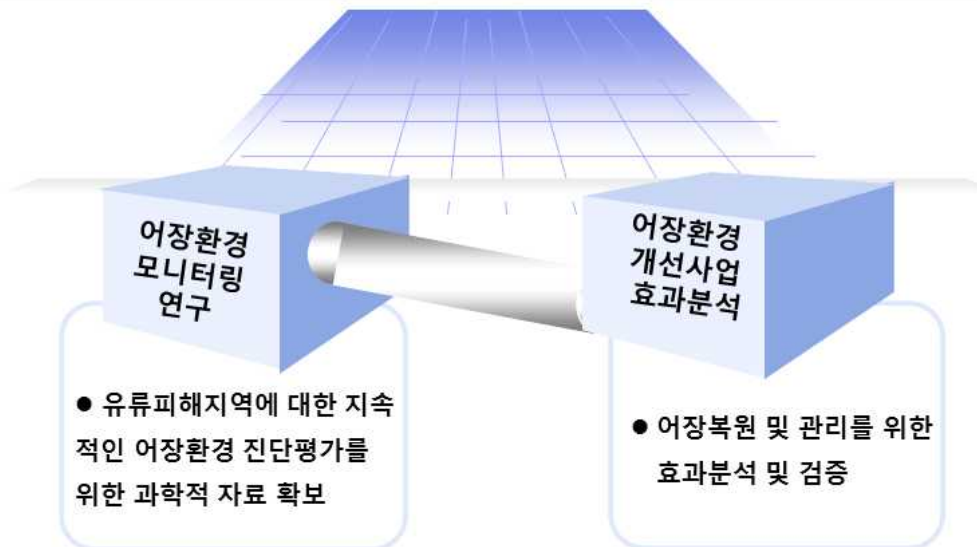 어장환경
모니터링
연구
어장환경
개선사업
효과분석
● 유류피해지역에 대한 지속
적인 어장환경 진단평가를
위한 과학적 자료 확보
● 어장복원 및 관리를 위한
효과분석 및 검증